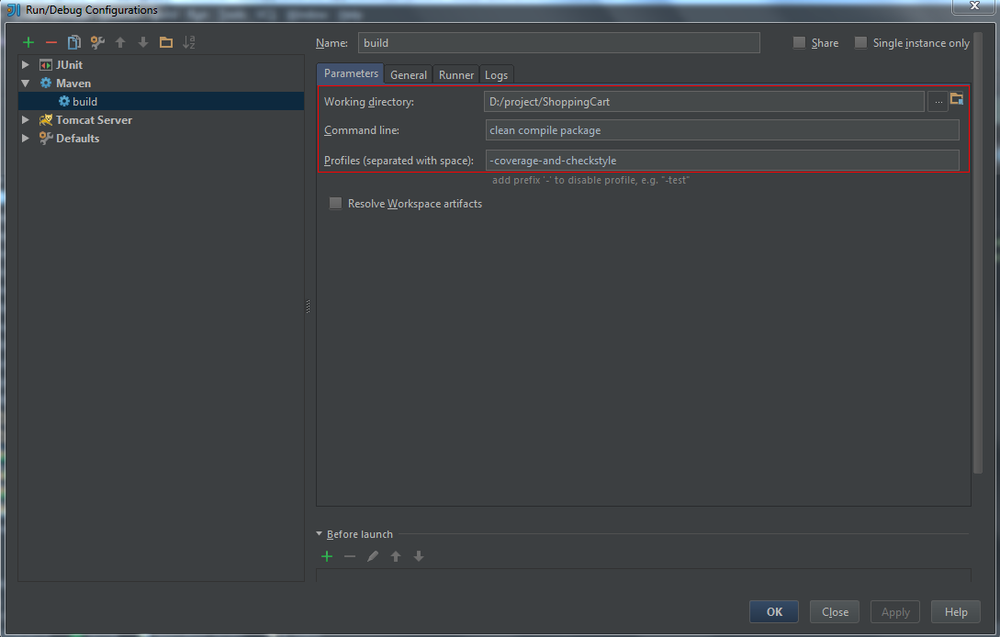 Run/Debug Configurations
Name: build Share Single instance only
JUnit
Maven
build
Tomcat Server
Defaults
Parameters General Runner Logs
Working directory: D:/project/ShoppingCart ...
Command line: clean compile package
Profiles (separated with space): -coverage-and-checkstyle
add prefix '-' to disable profile, e.g. "-test"
Resolve Workspace artifacts
Before launch
OK Close Apply Help